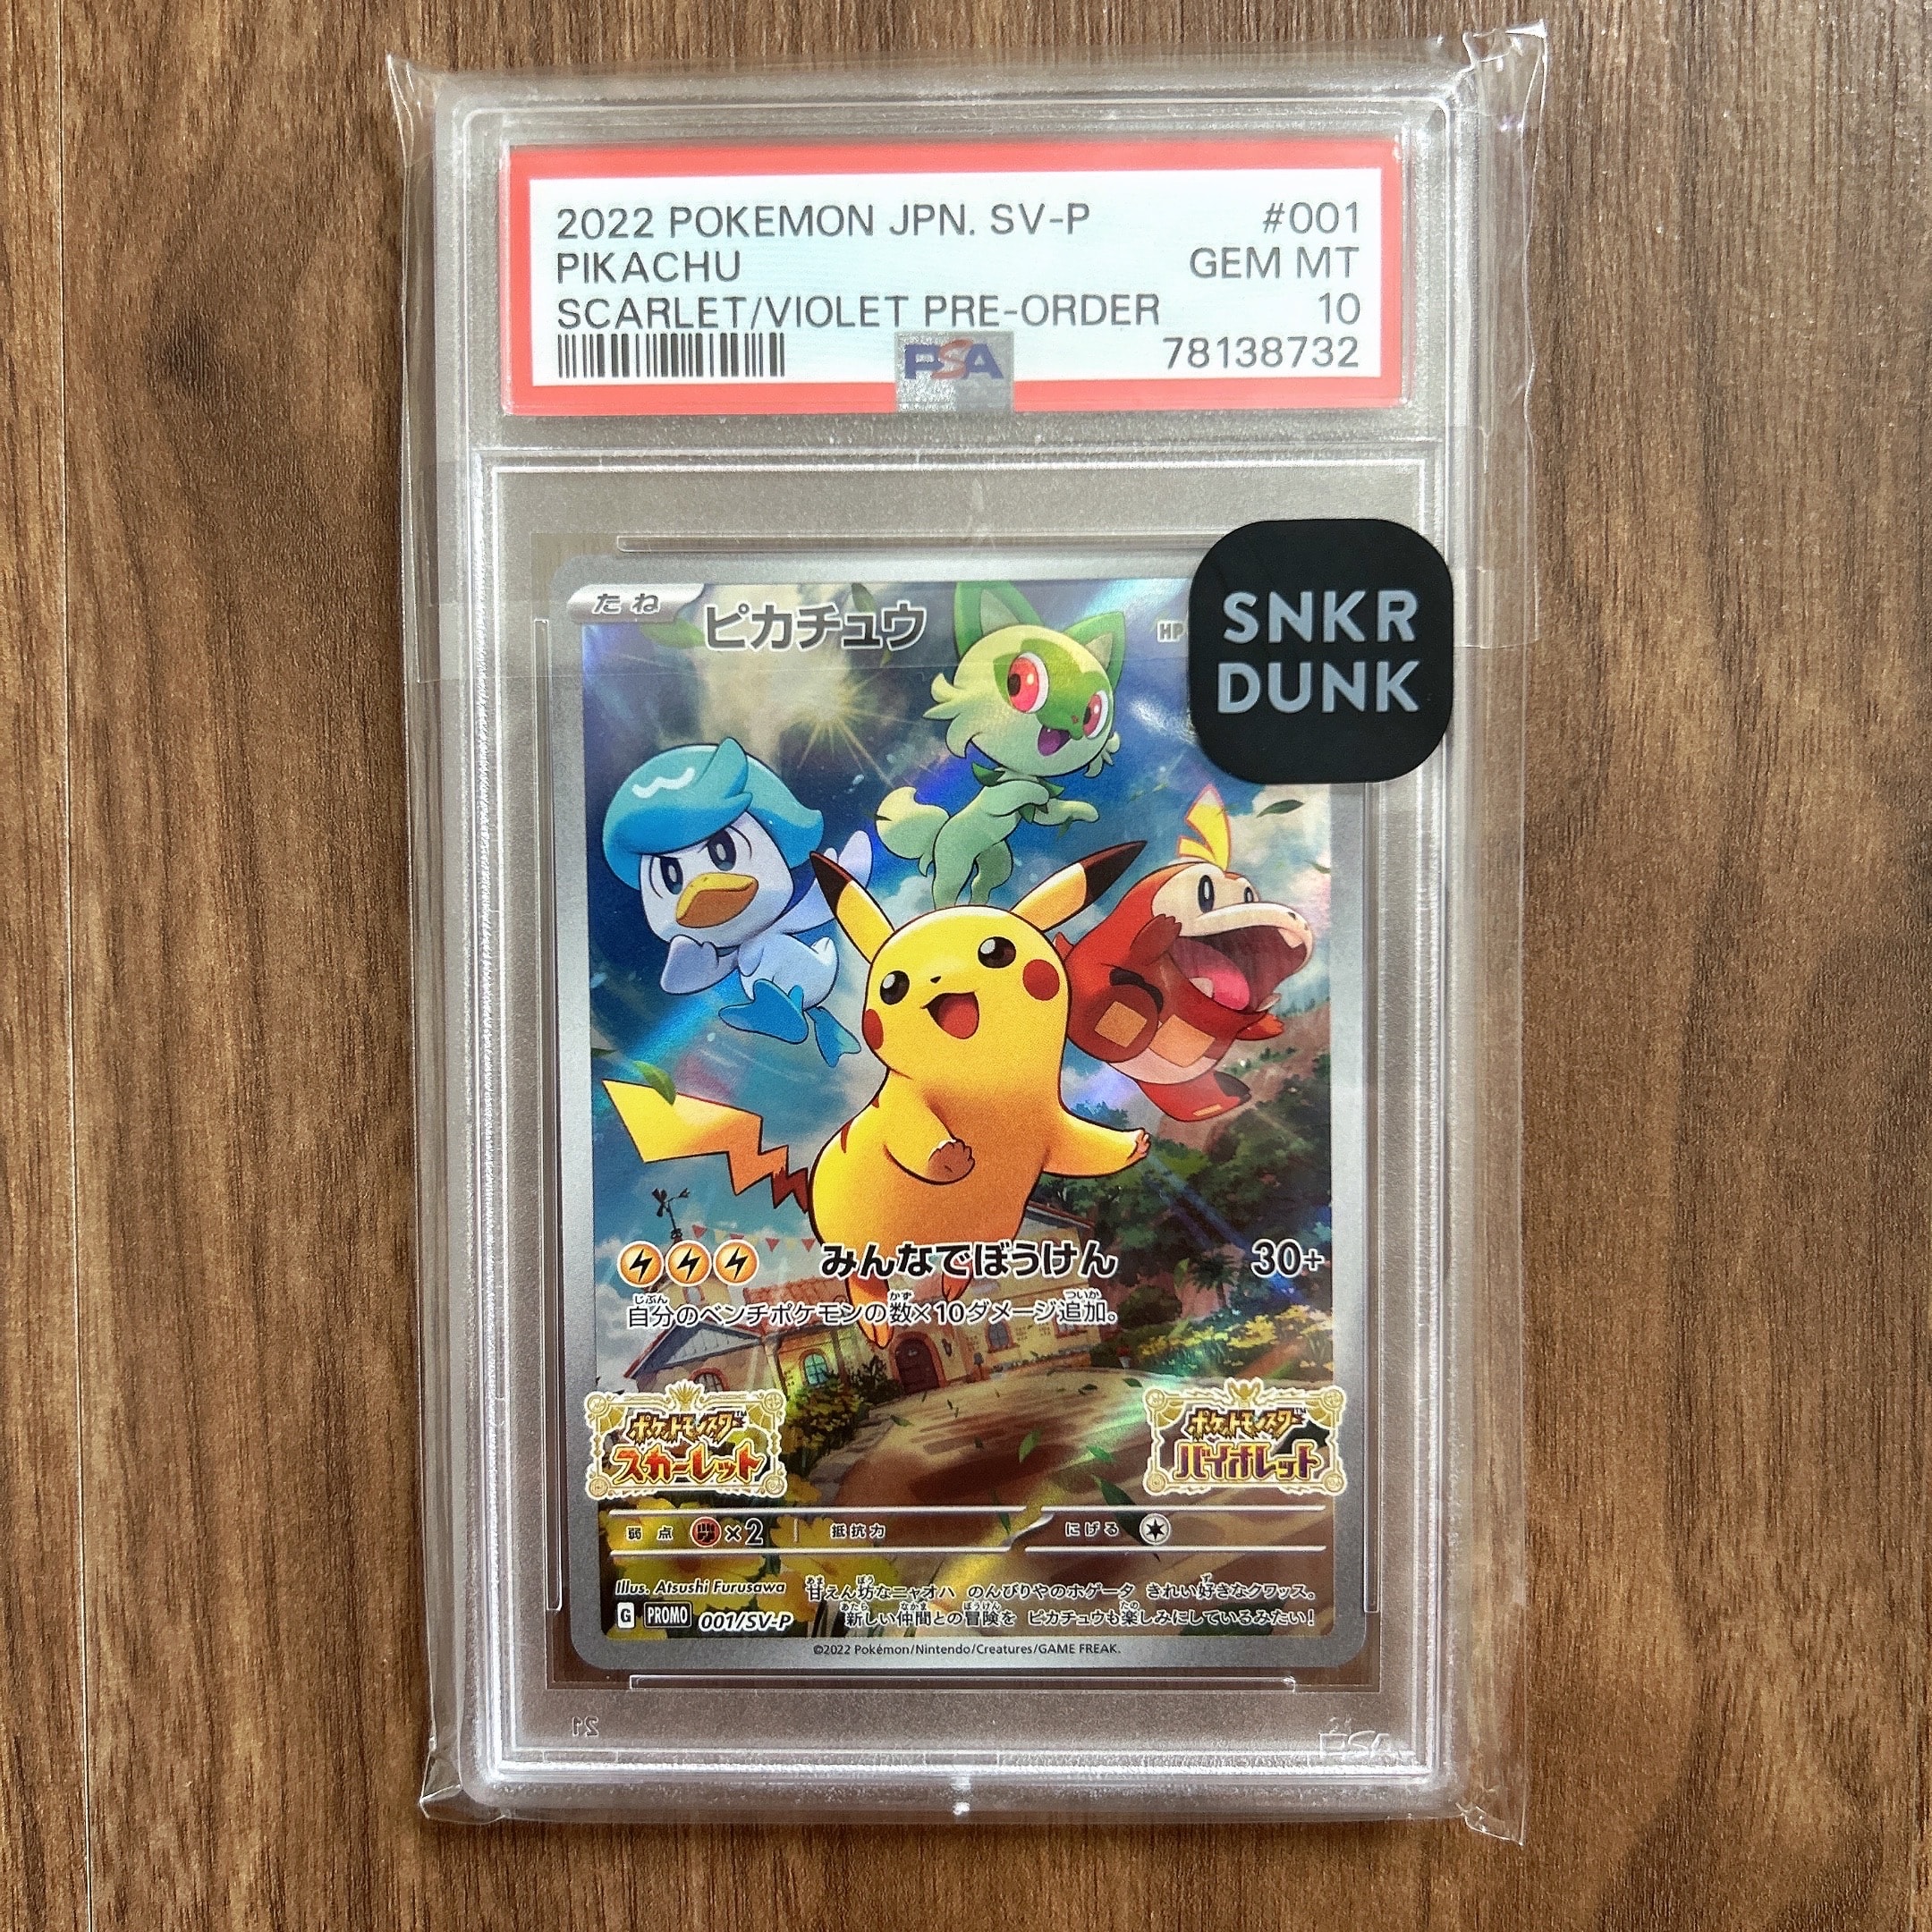 2022 POKEMON JPN. SV-P #001
PIKACHU GEM MT
SCARLET/VIOLET PRE-ORDER 10
78138732
PSA
SNKR
DUNK
たね ピカチュウ HP
みんなでぼうけん 30+
自分のベンチポケモンの数×10ダメージ追加。
ポケットモンスター スカーレット
ポケットモンスター バイオレット
弱点 ×2 抵抗力 にげる
Illus. Atsushi Furusawa
甘えん坊なニャオハ のんびりやのホゲータ きれい好きなクワッス。
新しい仲間との冒険を ピカチュウも楽しみにしているみたい!
G PROMO 001/SV-P
©2022 Pokémon/Nintendo/Creatures/GAME FREAK.
21
PSA